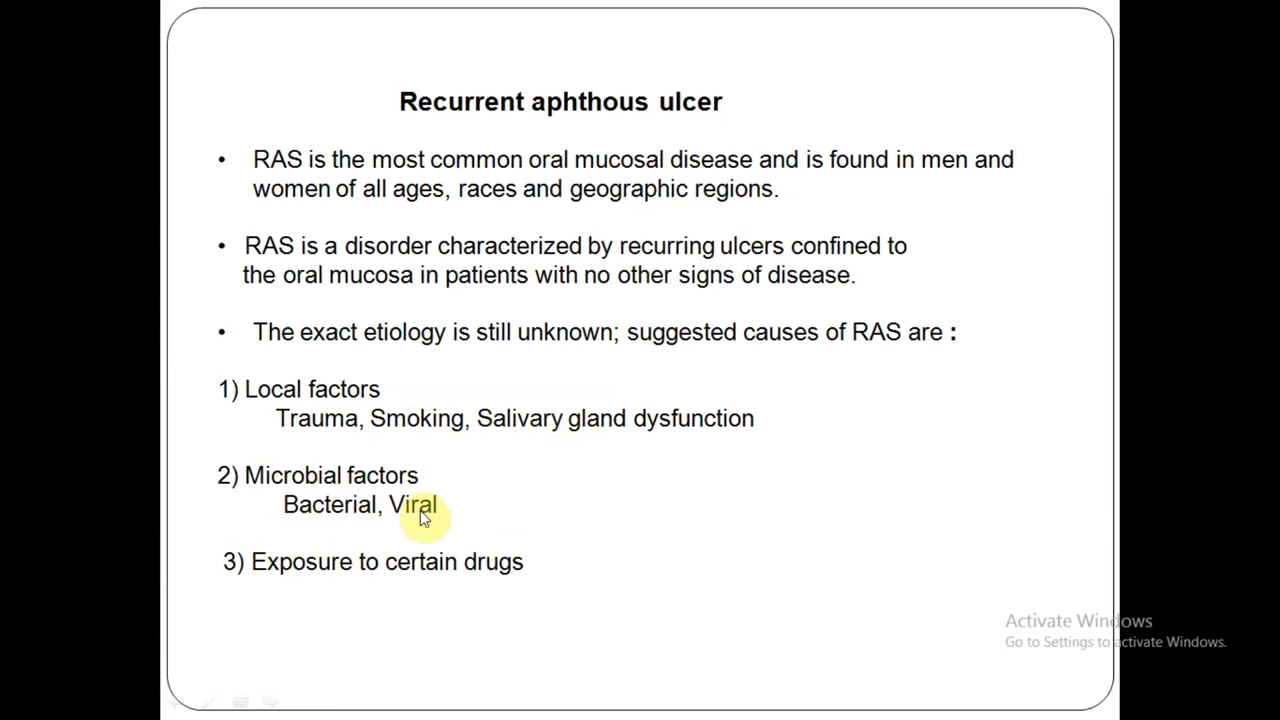 Recurrent aphthous ulcer
• RAS is the most common oral mucosal disease and is found in men and
women of all ages, races and geographic regions.
• RAS is a disorder characterized by recurring ulcers confined to
the oral mucosa in patients with no other signs of disease.
• The exact etiology is still unknown; suggested causes of RAS are :
1) Local factors
Trauma, Smoking, Salivary gland dysfunction
2) Microbial factors
Bacterial, Viral
3) Exposure to certain drugs
Activate Windows
Go to Settings to activate Windows.